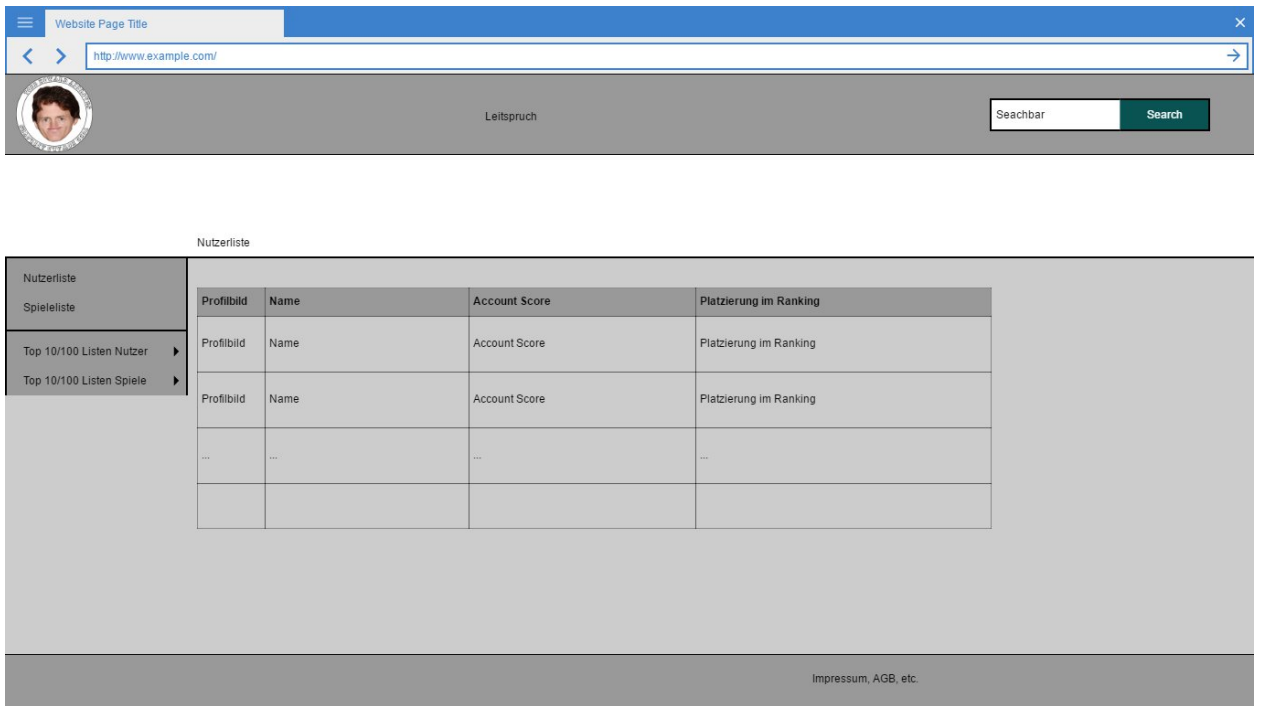 Website Page Title
http://www.example.com/
Leitspruch
Seachbar
Search
Nutzerliste
Nutzerliste
Spieleliste
Top 10/100 Listen Nutzer
Top 10/100 Listen Spiele
Profilbild Name Account Score Platzierung im Ranking
Profilbild Name Account Score Platzierung im Ranking
Profilbild Name Account Score Platzierung im Ranking
... ... ... ...
Impressum, AGB, etc.